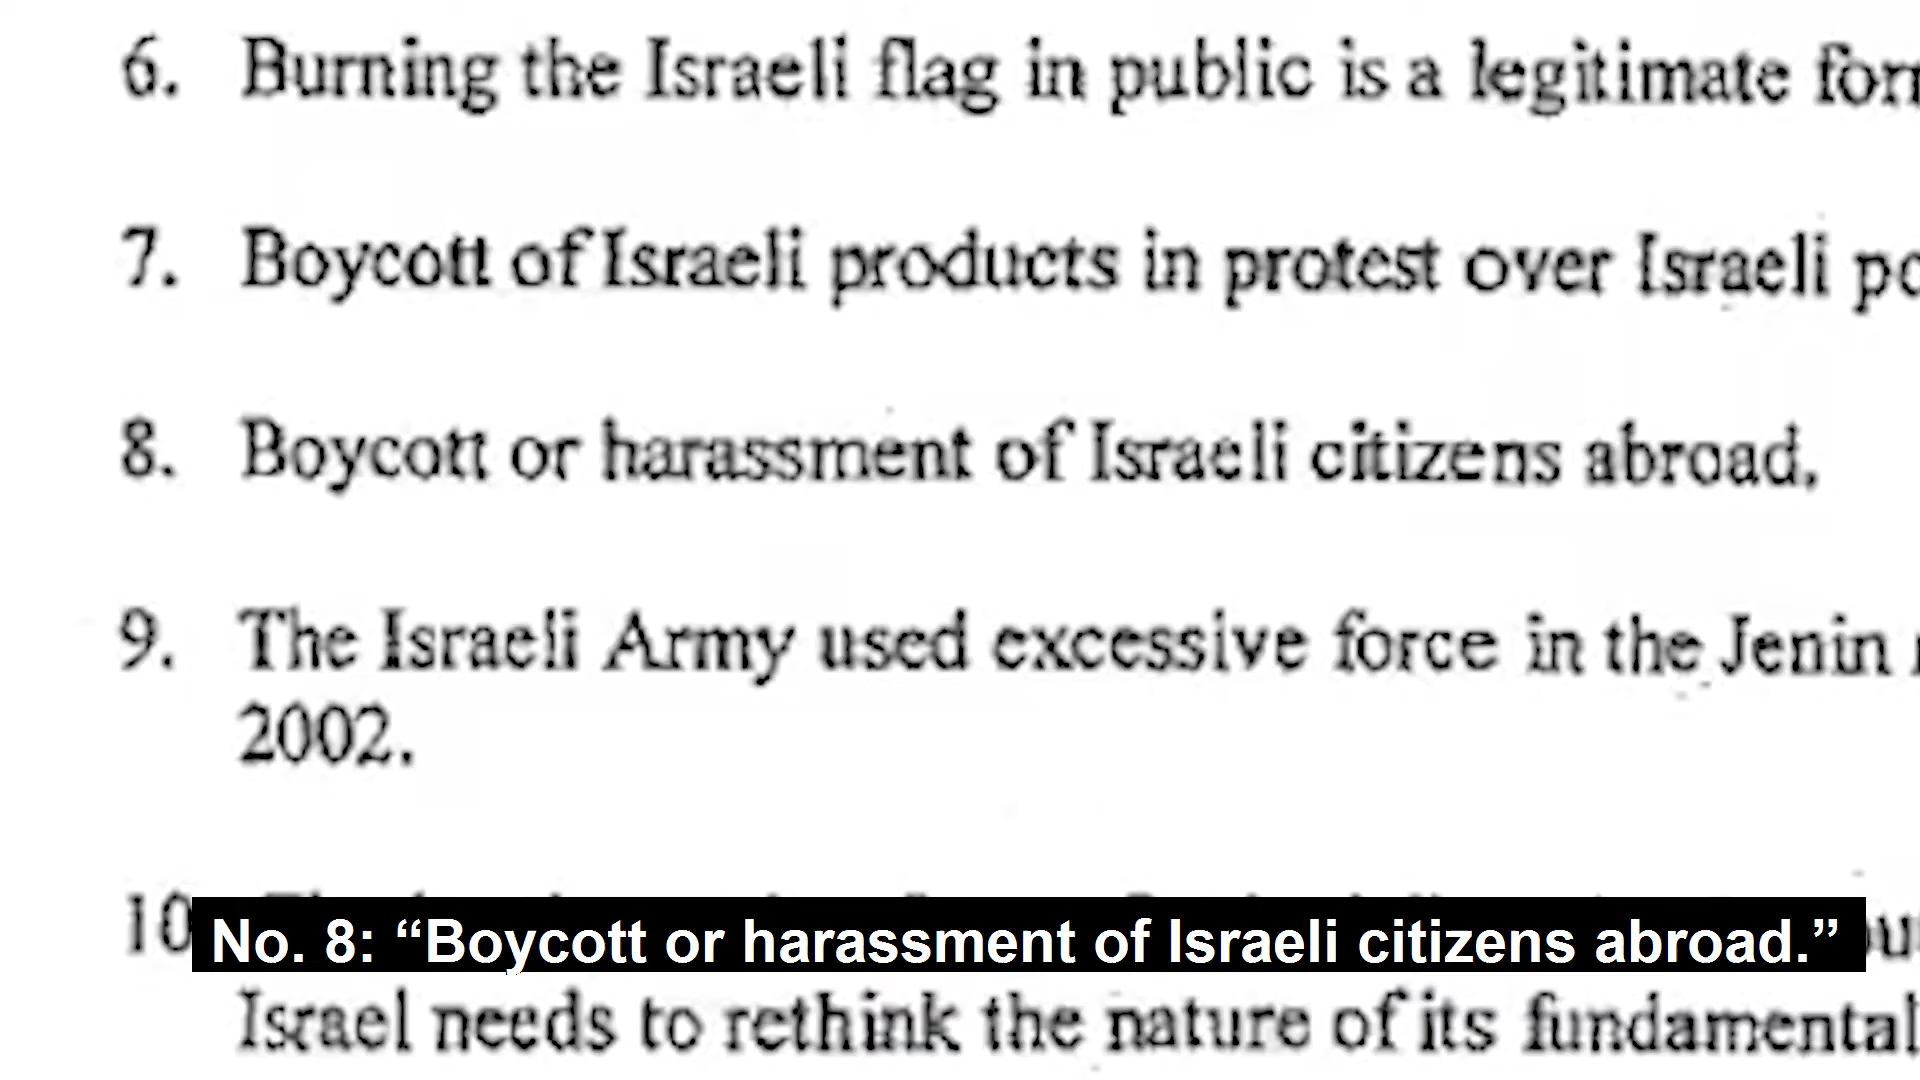 6. Burning the Israeli flag in public is a legitimate
7. Boycott of Israeli products in protest over Israeli
8. Boycott or harassment of Israeli citizens abroad.
9. The Israeli Army used excessive force in the Jenin
2002.
10
No. 8: “Boycott or harassment of Israeli citizens abroad.”
Israel needs to rethink the nature of its fundamental